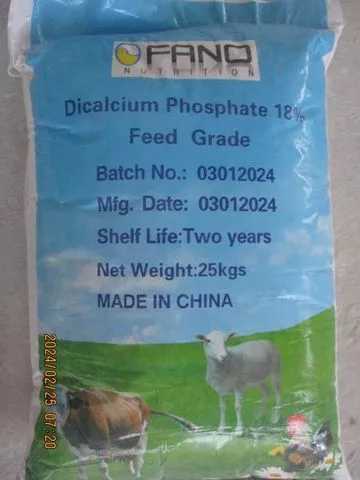 FANO
NUTRITION
Dicalcium Phosphate 18%
Feed Grade
Batch No.: 03012024
Mfg. Date: 03012024
Shelf Life:Two years
Net Weight:25kgs
MADE IN CHINA
2024/02/25 07:20